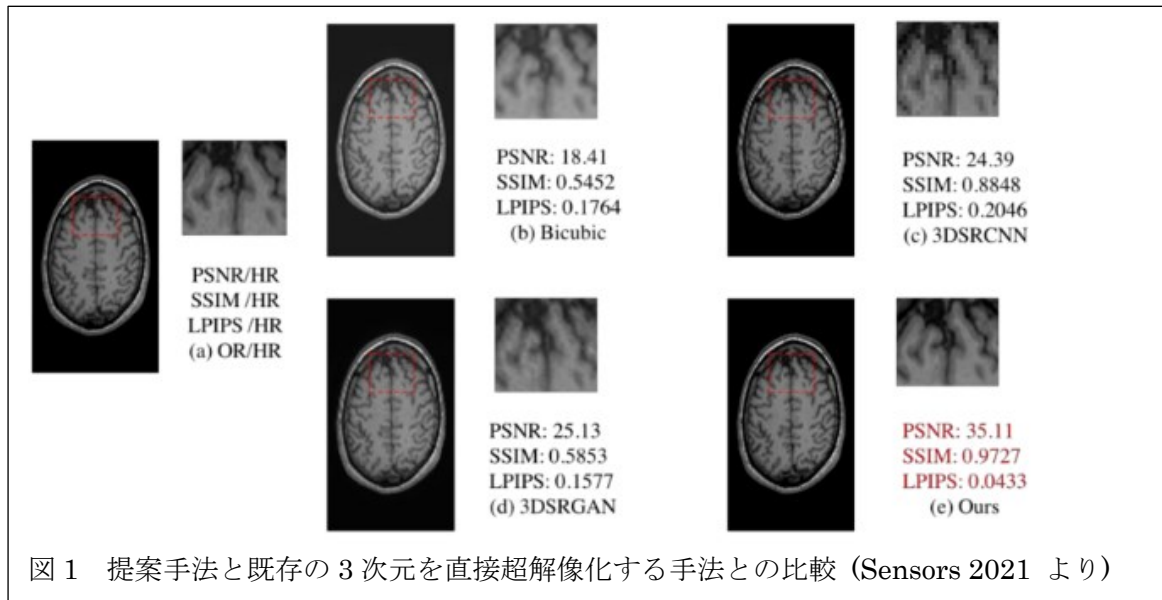 PSNR/HR
SSIM /HR
LPIPS /HR
(a) OR/HR
PSNR: 18.41
SSIM: 0.5452
LPIPS: 0.1764
(b) Bicubic
PSNR: 24.39
SSIM: 0.8848
LPIPS: 0.2046
(c) 3DSRCNN
PSNR: 25.13
SSIM: 0.5853
LPIPS: 0.1577
(d) 3DSRGAN
PSNR: 35.11
SSIM: 0.9727
LPIPS: 0.0433
(e) Ours
図 1 提案手法と既存の 3 次元を直接超解像化する手法との比較 (Sensors 2021 より)